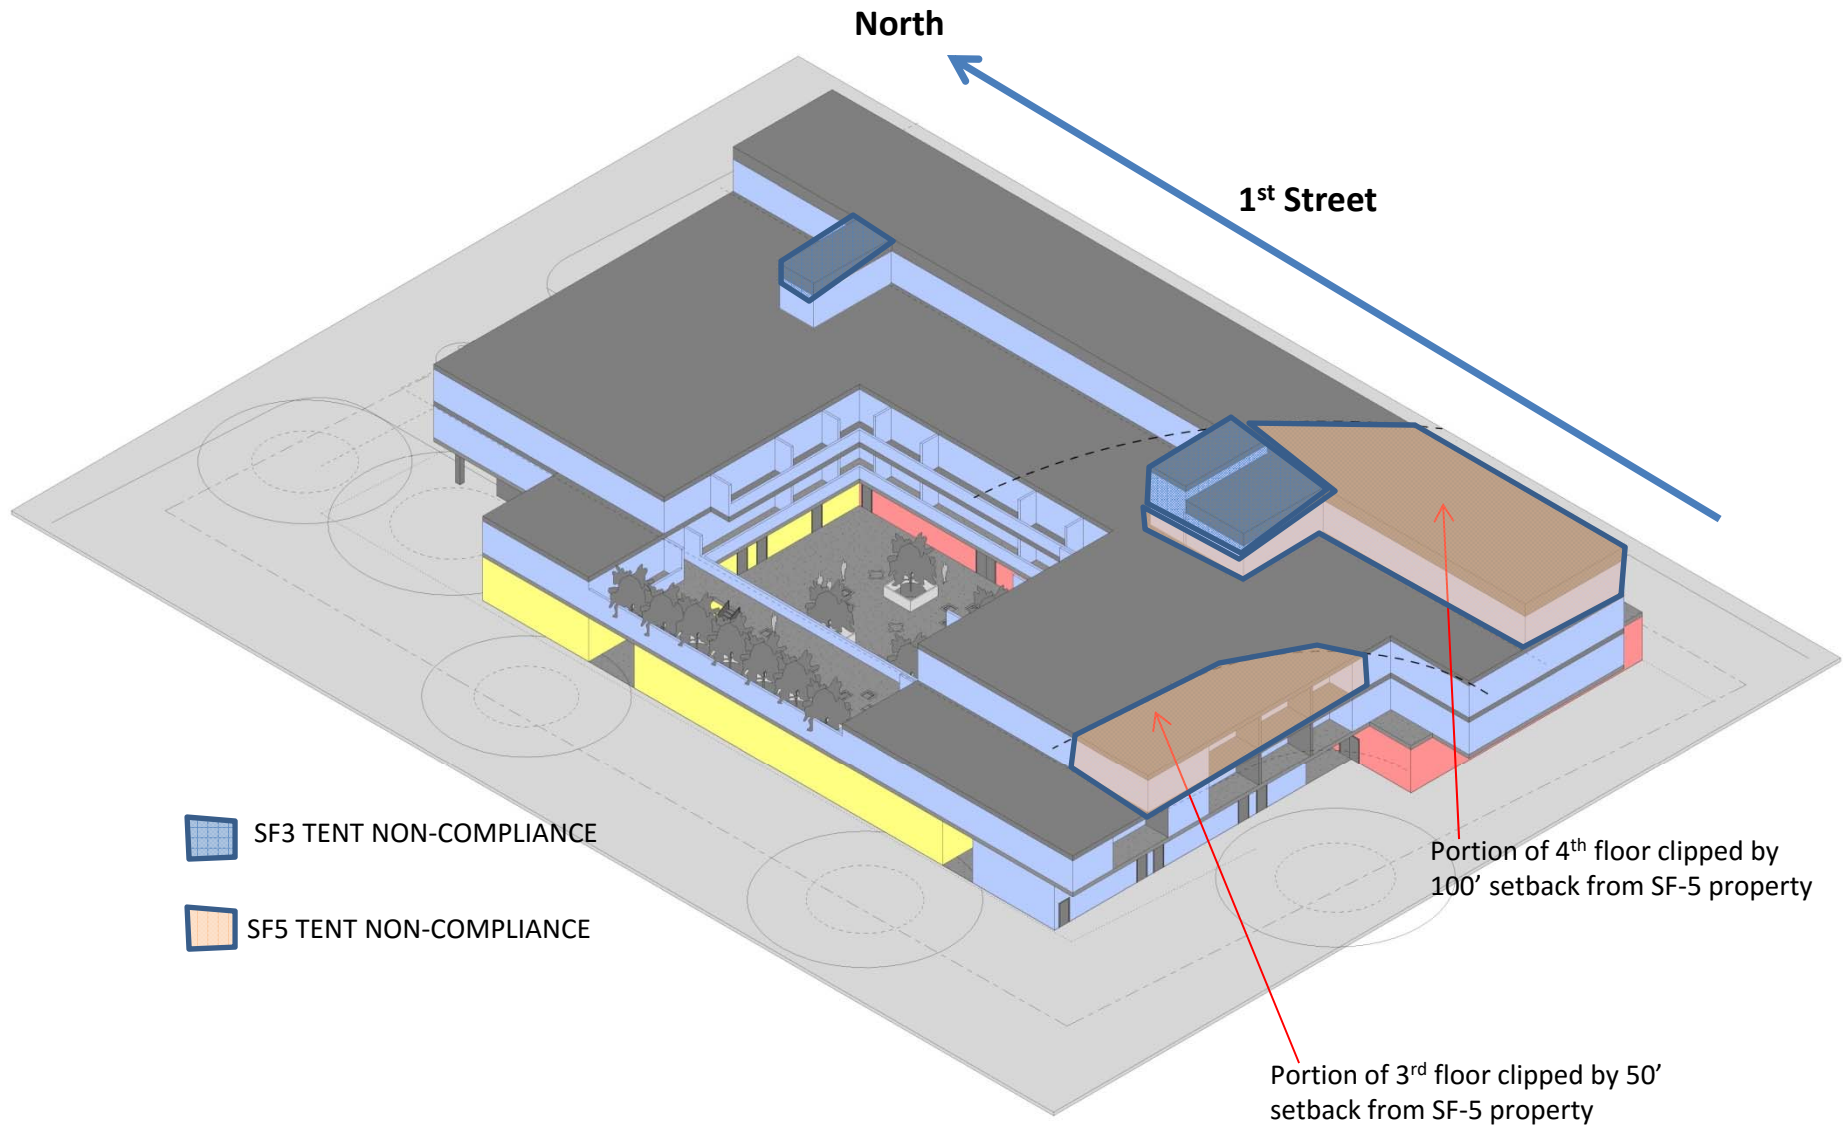 North
1st Street
SF3 TENT NON-COMPLIANCE
SF5 TENT NON-COMPLIANCE
Portion of 4th floor clipped by
100’ setback from SF-5 property
Portion of 3rd floor clipped by 50’
setback from SF-5 property